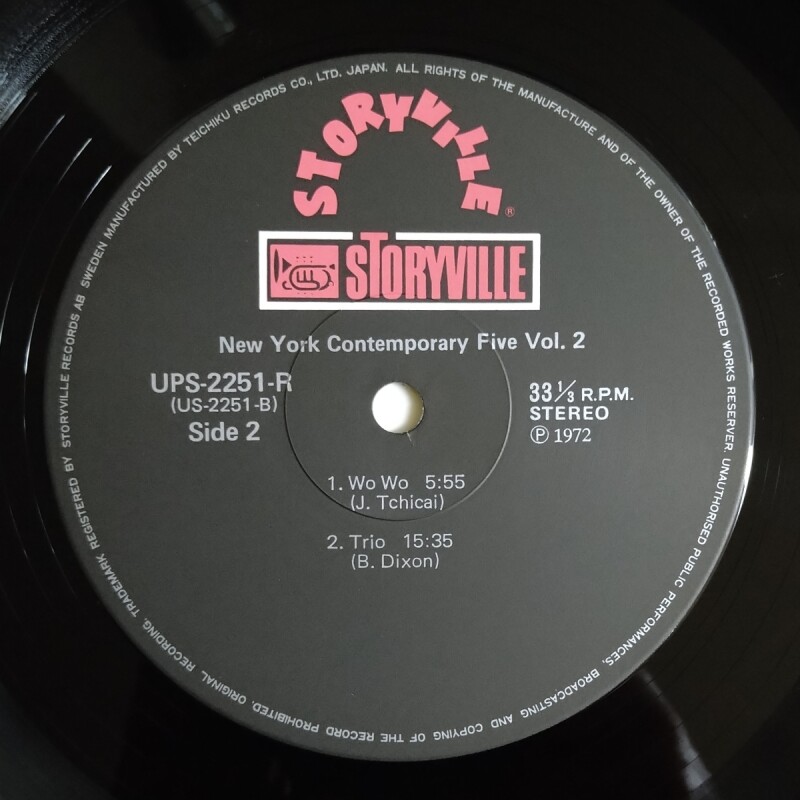 TRADEMARK REGISTERED BY STORYVILLE RECORDS AB SWEDEN MANUFACTURED BY TEICHIKU RECORDS CO., LTD. JAPAN. ALL RIGHTS OF THE MANUFACTURE AND OF THE OWNER OF THE RECORDED WORKS RESERVER. UNAUTHORISED PUBLIC PERFORMANCES, BROADCASTING AND COPYING OF THE RECORD PROHIBITED. ORIGINAL RECORDING.
STORYVILLE ®
STORYVILLE
New York Contemporary Five Vol. 2
UPS-2251-R
(US-2251-B)
Side 2
33 1/3 R.P.M.
STEREO
Ⓟ 1972
1. Wo Wo 5:55
(J. Tchicai)
2. Trio 15:35
(B. Dixon)